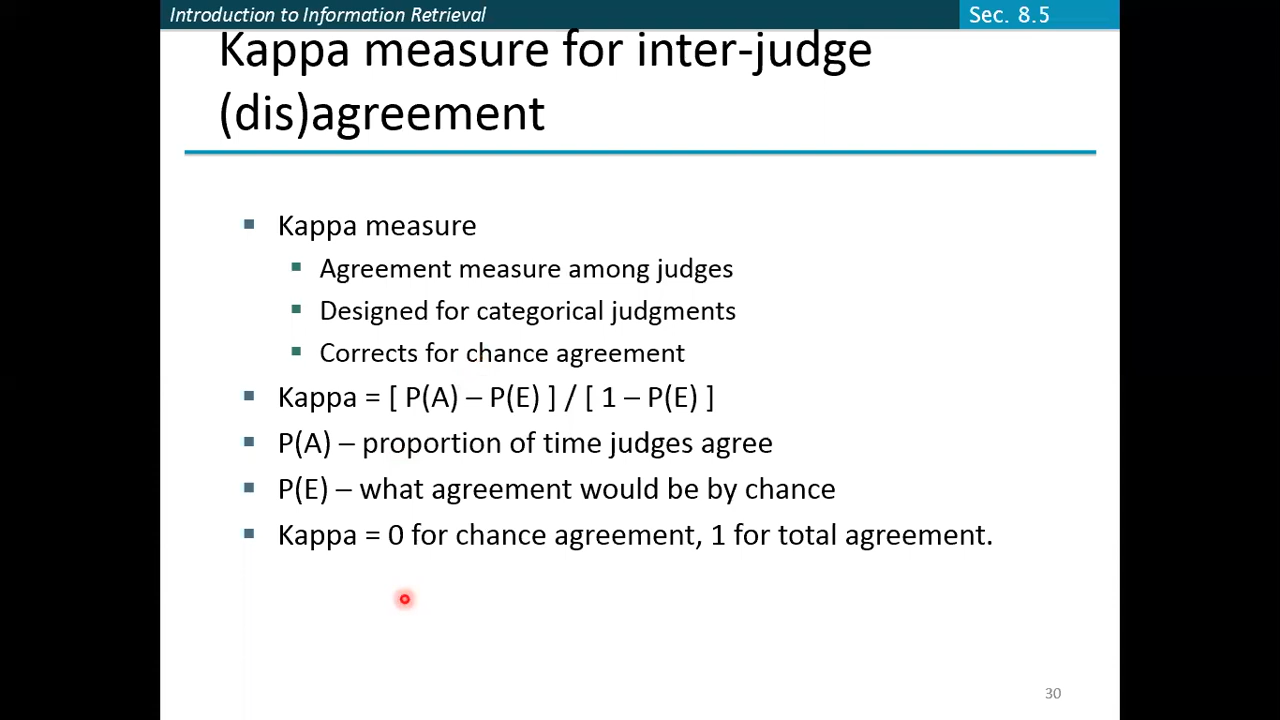 Introduction to Information Retrieval
Sec. 8.5
Kappa measure for inter-judge
(dis)agreement
▪ Kappa measure
▪ Agreement measure among judges
▪ Designed for categorical judgments
▪ Corrects for chance agreement
▪ Kappa = [ P(A) – P(E) ] / [ 1 – P(E) ]
▪ P(A) – proportion of time judges agree
▪ P(E) – what agreement would be by chance
▪ Kappa = 0 for chance agreement, 1 for total agreement.
30